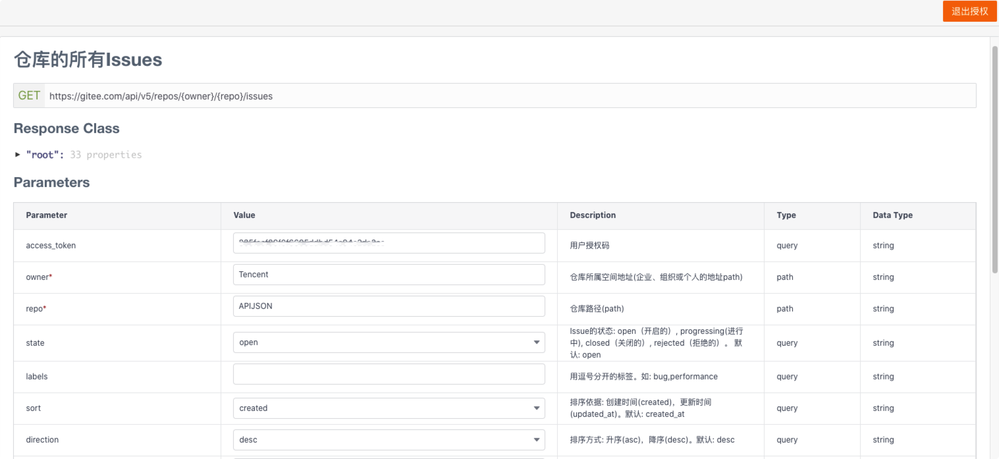 退出授权
仓库的所有Issues
GET https://gitee.com/api/v5/repos/{owner}/{repo}/issues
Response Class
"root": 33 properties
Parameters
Parameter Value Description Type Data Type
access_token 用户授权码 query string
owner* Tencent 仓库所属空间地址(企业、组织或个人的地址path) path string
repo* APIJSON 仓库路径(path) path string
state open Issue的状态: open（开启的）, progressing(进行
中), closed（关闭的）, rejected（拒绝的）。 默
认: open query string
labels 用逗号分开的标签。如: bug,performance query string
sort created 排序依据: 创建时间(created)，更新时间
(updated_at)。默认: created_at query string
direction desc 排序方式: 升序(asc)，降序(desc)。默认: desc query string